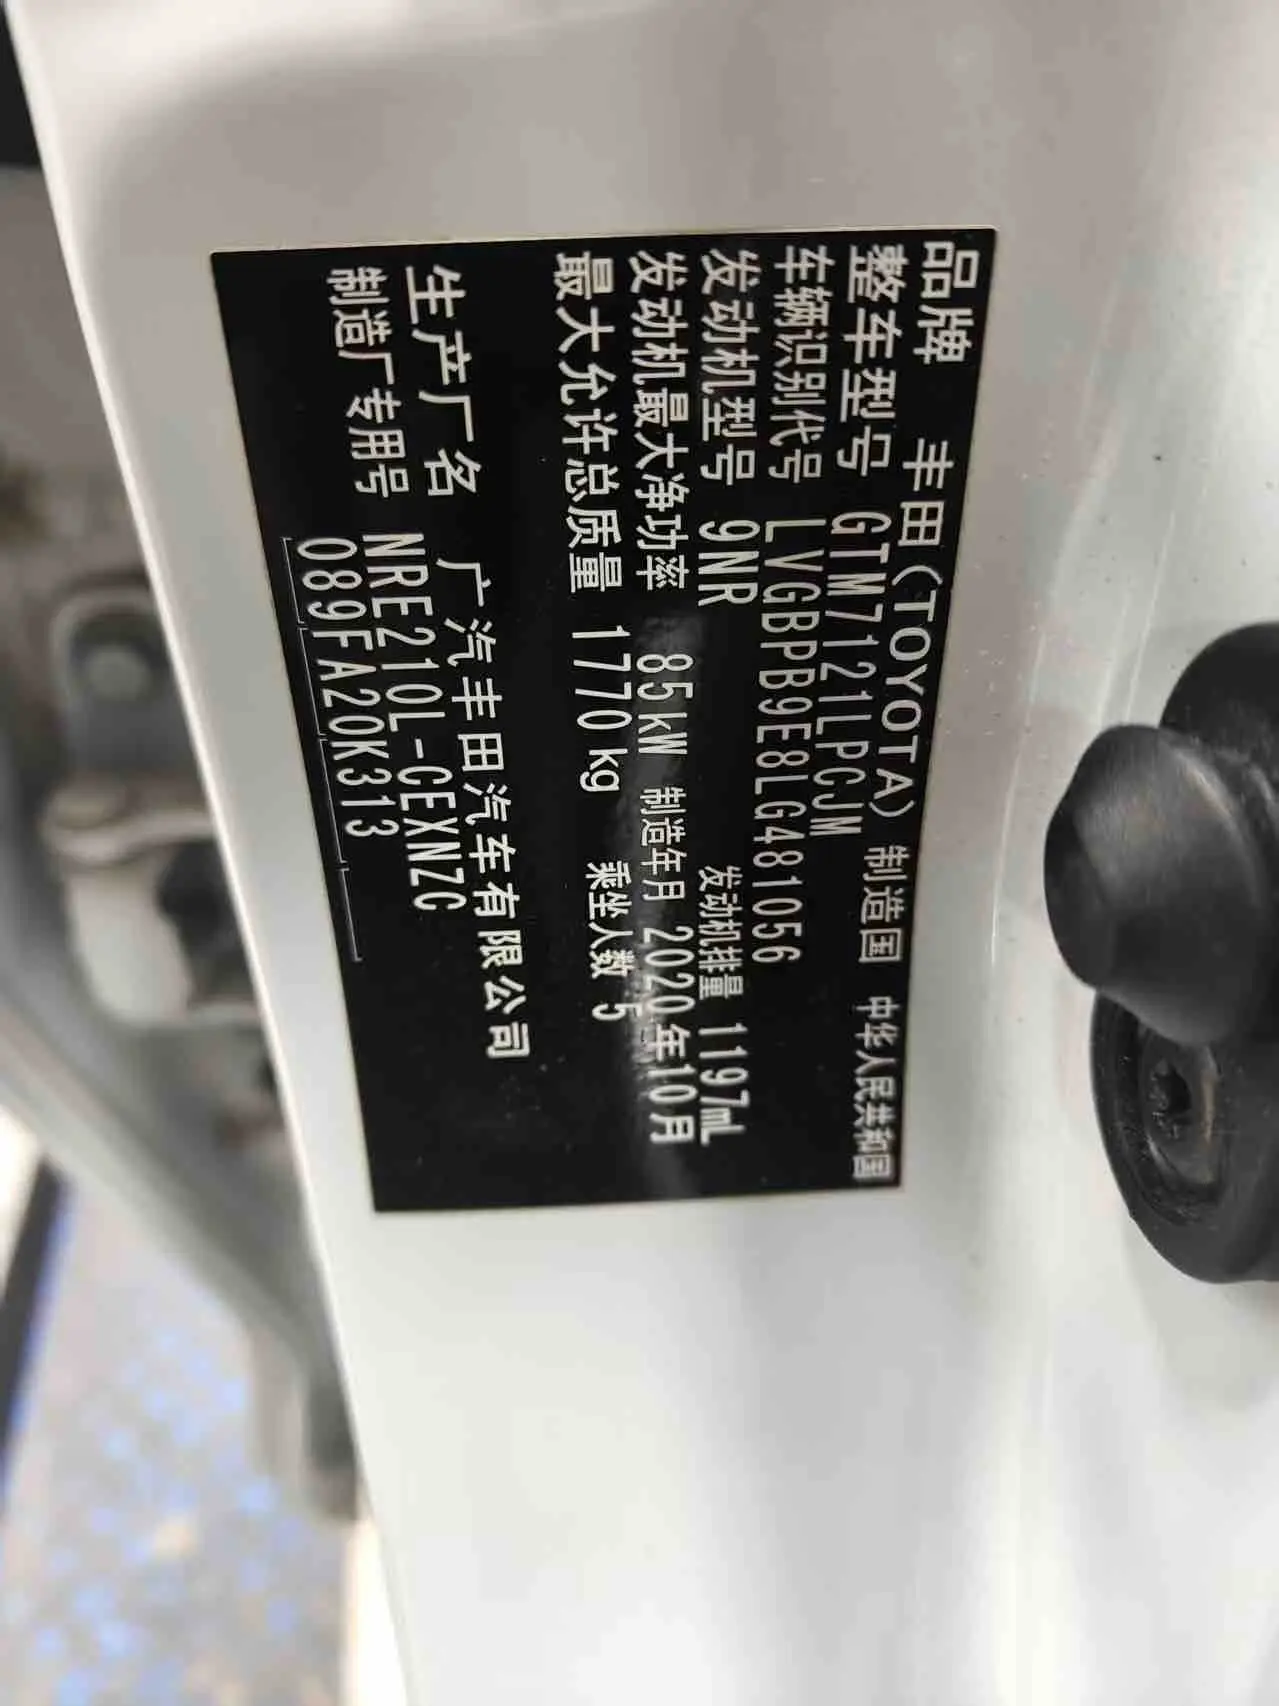 品牌 丰田(TOYOTA) 制造国 中华人民共和国
整车型号 GTM7121LPCJM
车辆识别代号 LVGBPB9E8LG481056
发动机型号 9NR 发动机排量 1197mL
发动机最大净功率 85kW 制造年月 2020年10月
最大允许总质量 1770kg 乘坐人数 5
生产厂名 广汽丰田汽车有限公司
制造厂专用号 NRE210L-CEXNZC
089FA20K313